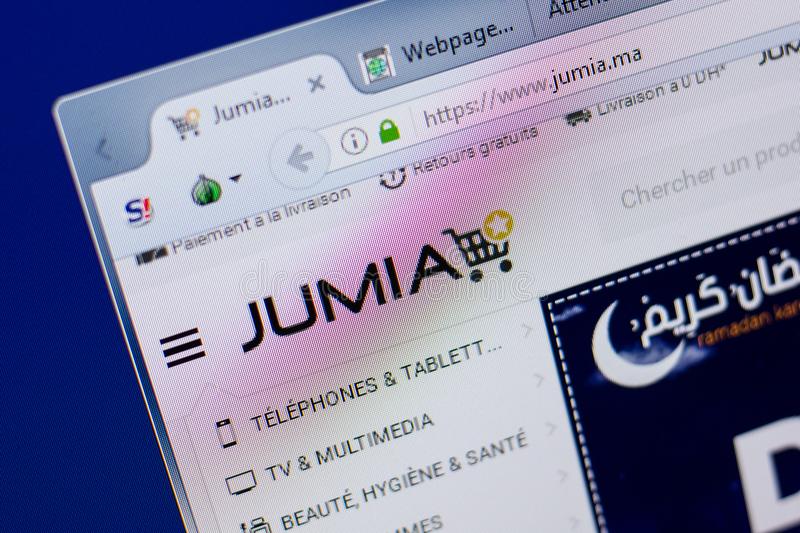 Jumia...
Webpage...
https://www.jumia.ma
S!
Paiement à la livraison
Retours gratuits
Livraison à 0 DH*
JUMIA
Chercher un prod
TÉLÉPHONES & TABLETT...
TV & MULTIMEDIA
BEAUTÉ, HYGIÈNE & SANTÉ
رمضان كريم
ramadan kar
D
dreamstime